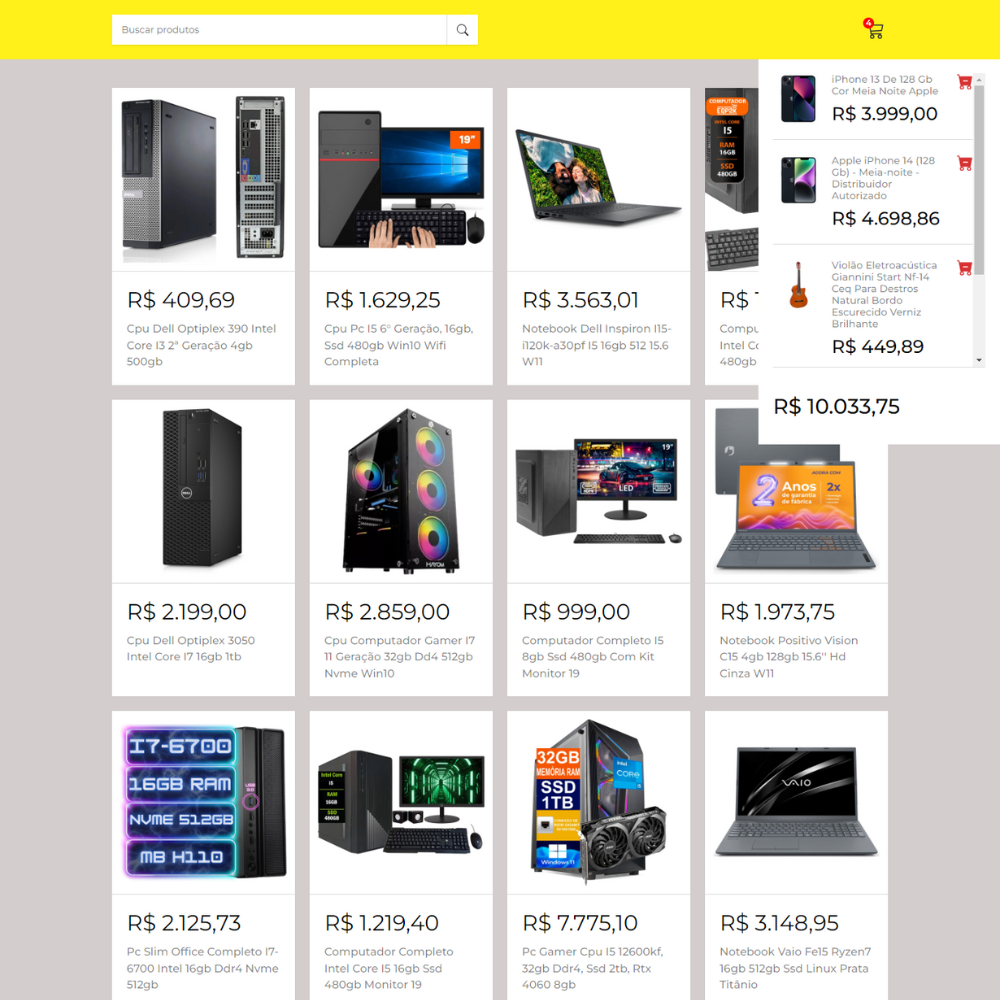 Buscar produtos
4
iPhone 13 De 128 Gb
Cor Meia Noite Apple
R$ 3.999,00
Apple iPhone 14 (128
Gb) - Meia-noite -
Distribuidor
Autorizado
R$ 4.698,86
Violão Eletroacústica
Giannini Start Nf-14
Ceq Para Destros
Natural Bordo
Escurecido Verniz
Brilhante
R$ 449,89
R$ 10.033,75
R$ 409,69
Cpu Dell Optiplex 390 Intel
Core I3 2ª Geração 4gb
500gb
19"
R$ 1.629,25
Cpu Pc I5 6° Geração, 16gb,
Ssd 480gb Win10 Wifi
Completa
R$ 3.563,01
Notebook Dell Inspiron I15-
i120k-a30pf I5 16gb 512 15.6
W11
COMPUTADOR
INTEL CORE
I5
RAM
16GB
SSD
480GB
R$ 1
Compu
Intel Co
480gb
DELL
R$ 2.199,00
Cpu Dell Optiplex 3050
Intel Core I7 16gb 1tb
R$ 2.859,00
Cpu Computador Gamer I7
11 Geração 32gb Dd4 512gb
Nvme Win10
19"
LED
R$ 999,00
Computador Completo I5
8gb Ssd 480gb Com Kit
Monitor 19
2 Anos
de garantia
de fábrica
2x
R$ 1.973,75
Notebook Positivo Vision
C15 4gb 128gb 15.6'' Hd
Cinza W11
I7-6700
16GB RAM
NVME 512GB
MB H110
R$ 2.125,73
Pc Slim Office Completo I7-
6700 Intel 16gb Ddr4 Nvme
512gb
Intel Core
i5
RAM
16GB
SSD
480GB
R$ 1.219,40
Computador Completo
Intel Core I5 16gb Ssd
480gb Monitor 19
32GB
MEMÓRIA RAM
SSD
1TB
Windows 11
intel
CORE
R$ 7.775,10
Pc Gamer Cpu I5 12600kf,
32gb Ddr4, Ssd 2tb, Rtx
4060 8gb
VAIO
R$ 3.148,95
Notebook Vaio Fe15 Ryzen7
16gb 512gb Ssd Linux Prata
Titânio